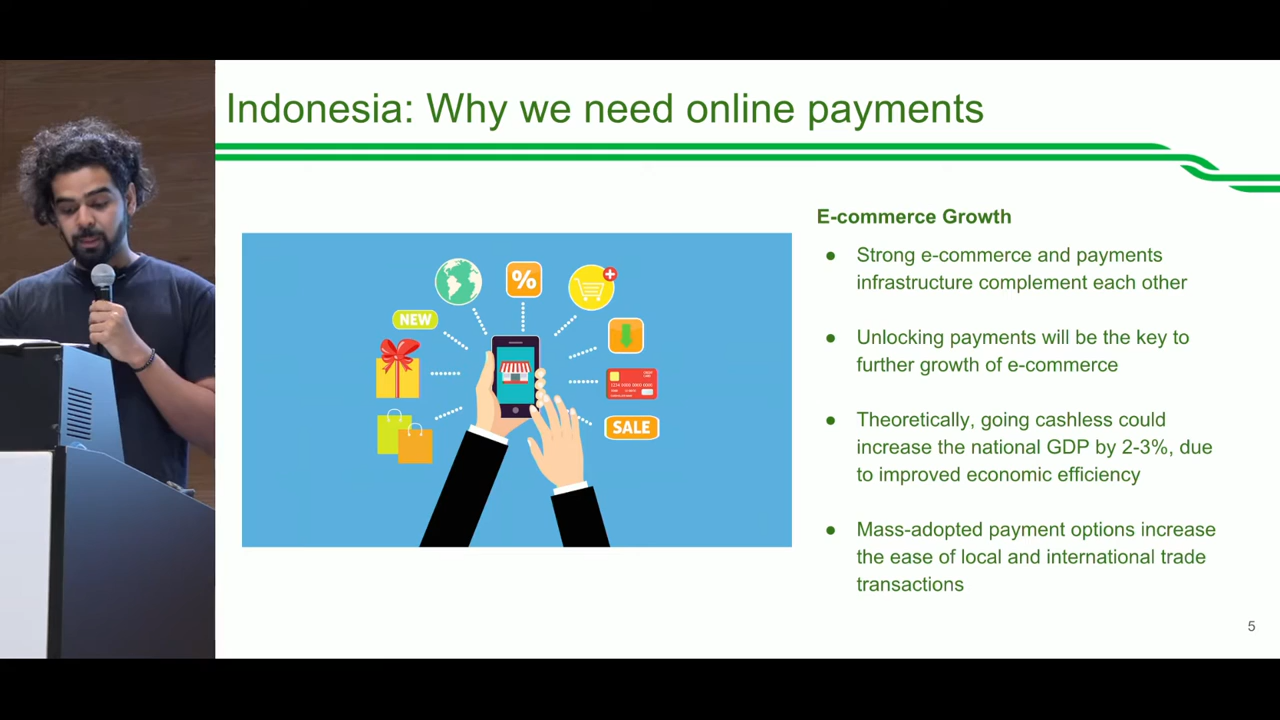 Indonesia: Why we need online payments
E-commerce Growth
● Strong e-commerce and payments
infrastructure complement each other
● Unlocking payments will be the key to
further growth of e-commerce
● Theoretically, going cashless could
increase the national GDP by 2-3%, due
to improved economic efficiency
● Mass-adopted payment options increase
the ease of local and international trade
transactions
%
NEW
SALE
5